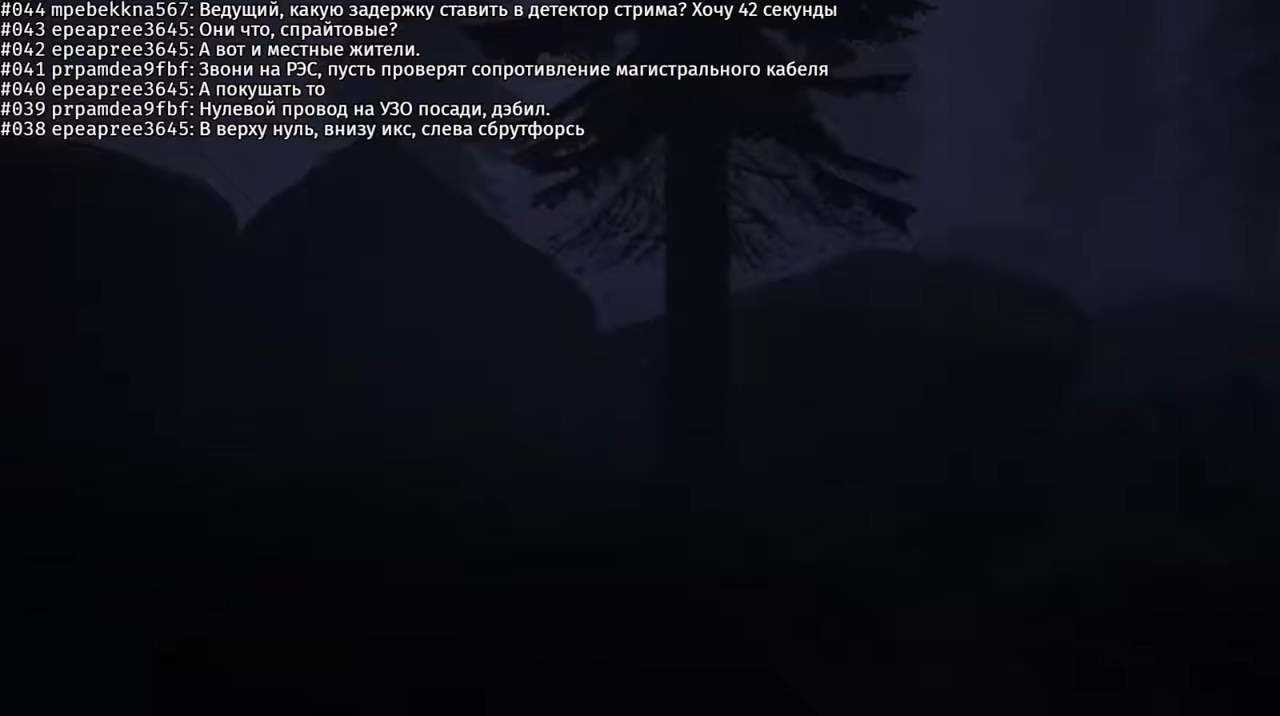 #044 mpebekkna567: Ведущий, какую задержку ставить в детектор стрима? Хочу 42 секунды
#043 epeapree3645: Они что, спрайтовые?
#042 epeapree3645: А вот и местные жители.
#041 prpamdea9fbf: Звони на РЭС, пусть проверят сопротивление магистрального кабеля
#040 epeapree3645: А покушать то
#039 prpamdea9fbf: Нулевой провод на УЗО посади, дэбил.
#038 epeapree3645: В верху нуль, внизу икс, слева сбрутфорсь